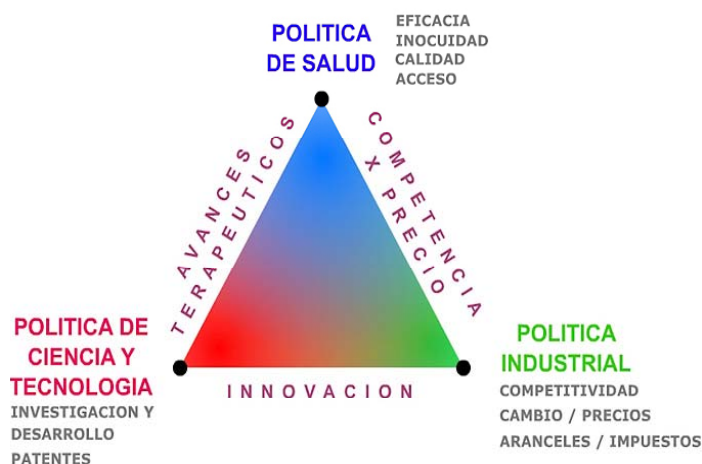 POLITICA
DE SALUD
EFICACIA
INOCUIDAD
CALIDAD
ACCESO
AVANCES
TERAPEUTICOS
COMPETENCIA
X PRECIO
POLITICA DE
CIENCIA Y
TECNOLOGIA
INVESTIGACION Y
DESARROLLO
PATENTES
INNOVACION
POLITICA
INDUSTRIAL
COMPETITIVIDAD
CAMBIO / PRECIOS
ARANCELES / IMPUESTOS